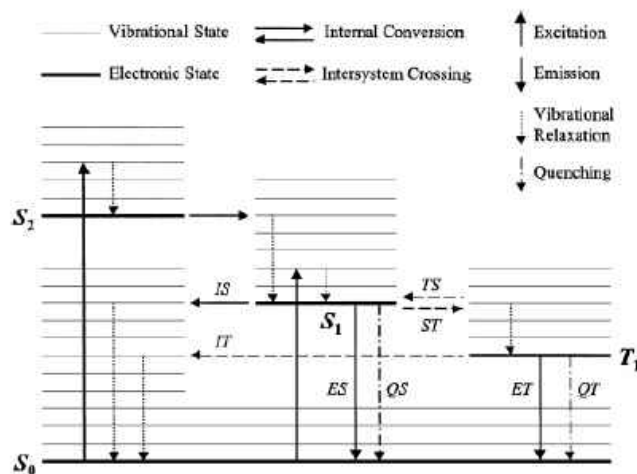 Vibrational State
Internal Conversion
Excitation
Electronic State
Intersystem Crossing
Emission
Vibrational
Relaxation
Quenching
S₂
IS
S₁
TS
ST
IT
T₁
ES
QS
ET
QT
S₀